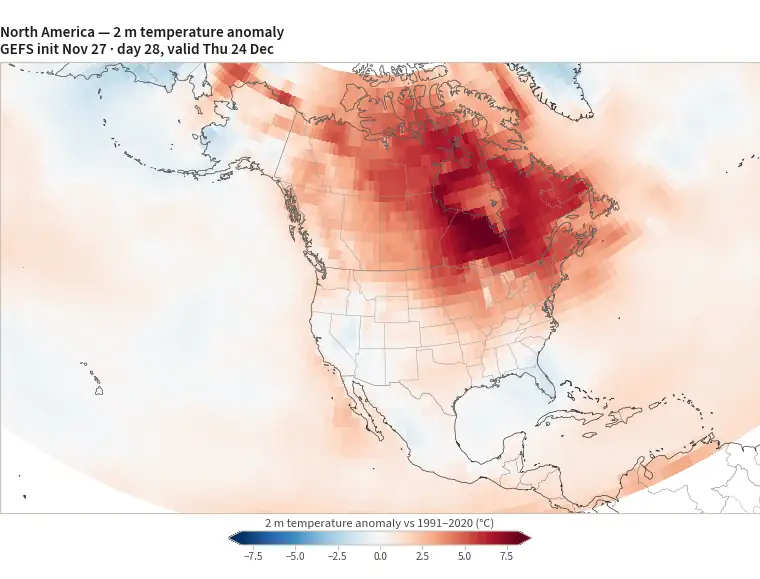 North America — 2 m temperature anomaly
GEFS init Nov 27 · day 28, valid Thu 24 Dec
2 m temperature anomaly vs 1991–2020 (°C)
−7.5 −5.0 −2.5 0.0 2.5 5.0 7.5